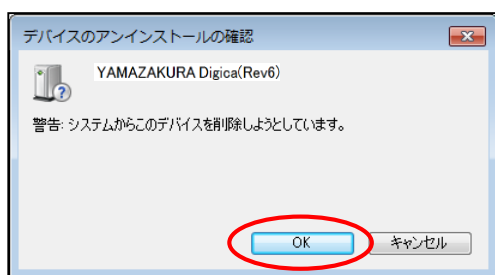 デバイスのアンインストールの確認
YAMAZAKURA Digica(Rev6)
警告: システムからこのデバイスを削除しようとしています。
OK
キャンセル